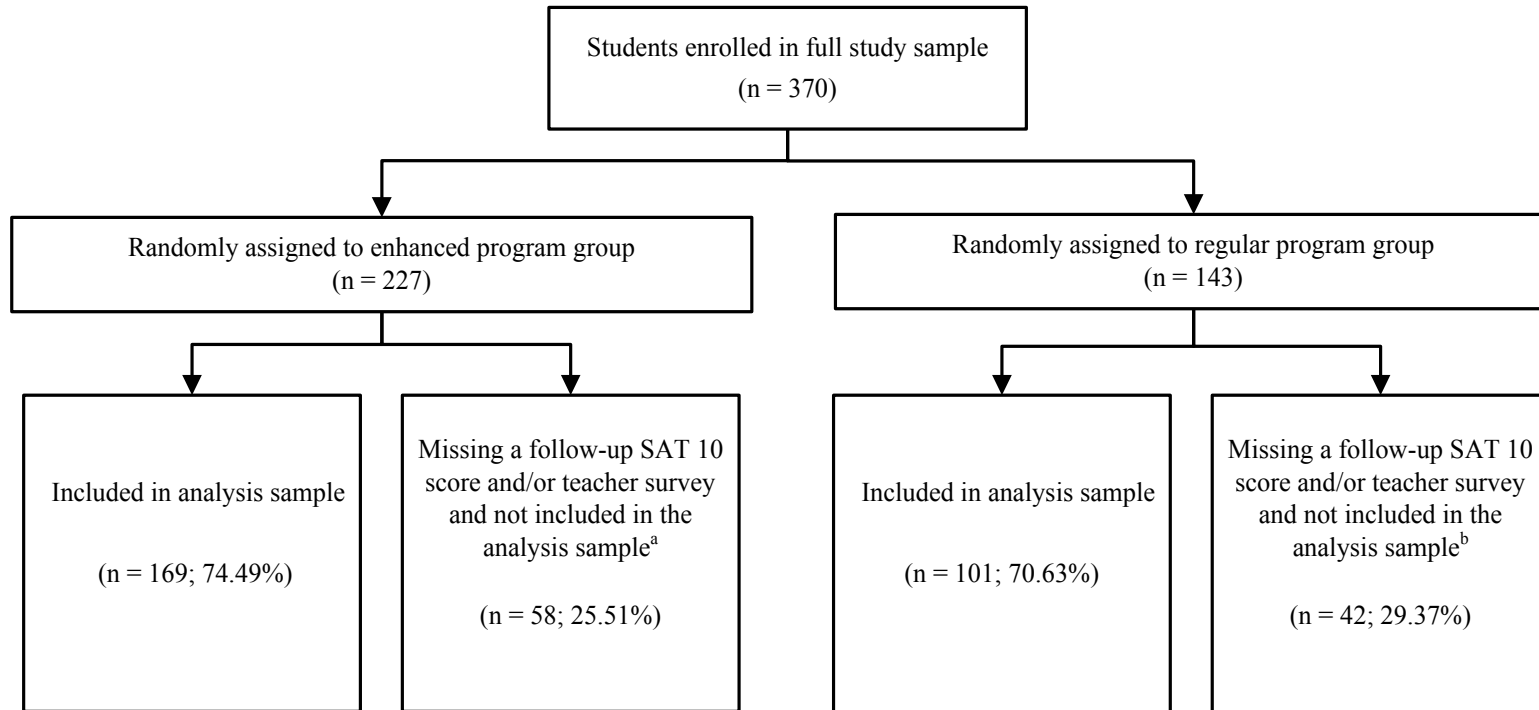 Students enrolled in full study sample
(n = 370)
Randomly assigned to enhanced program group
(n = 227)
Randomly assigned to regular program group
(n = 143)
Included in analysis sample
(n = 169; 74.49%)
Missing a follow-up SAT 10
score and/or teacher survey
and not included in the
analysis sampleᵃ
(n = 58; 25.51%)
Included in analysis sample
(n = 101; 70.63%)
Missing a follow-up SAT 10
score and/or teacher survey
and not included in the
analysis sampleᵇ
(n = 42; 29.37%)